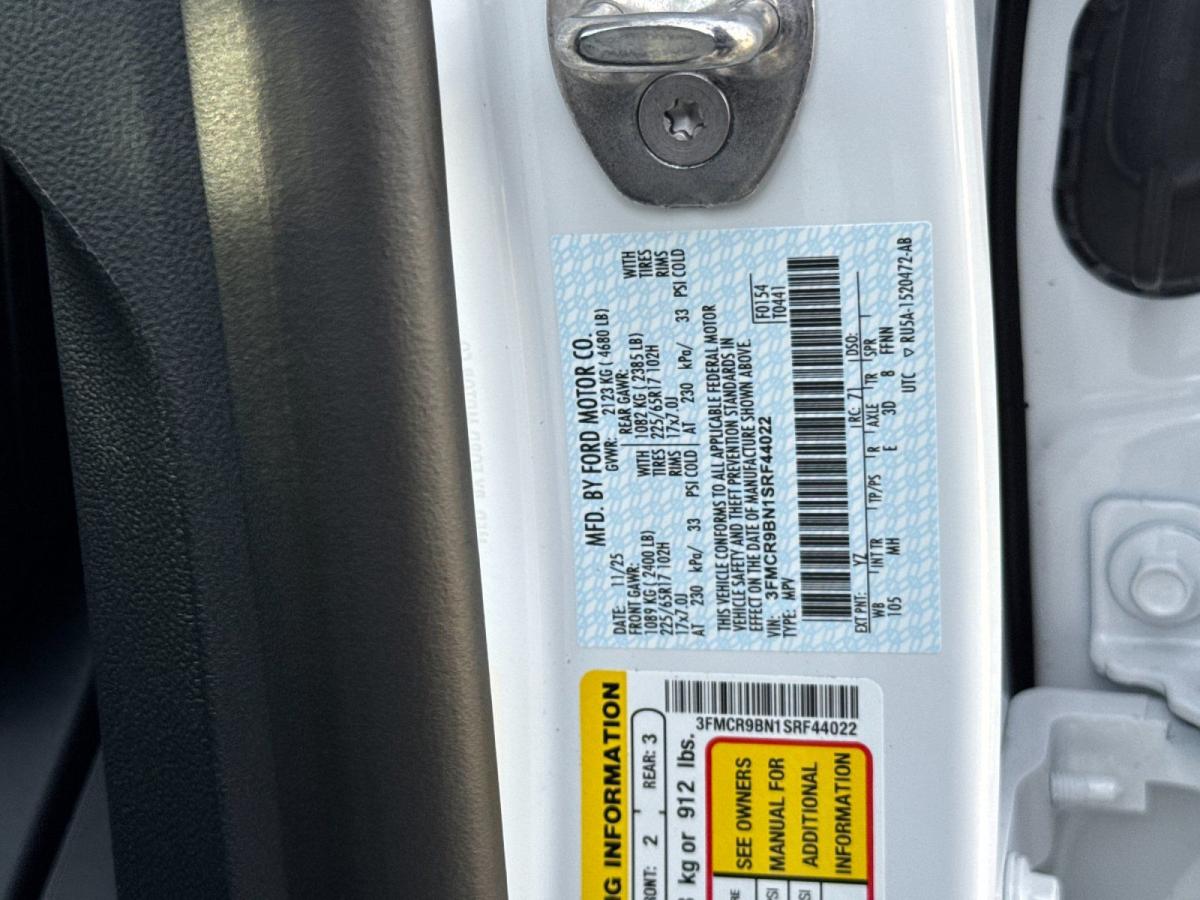 MFD. BY FORD MOTOR CO.
DATE: 11/25 GVWR: 2123 KG ( 4680 LB)
FRONT GAWR: REAR GAWR:
1089 KG ( 2400 LB) WITH 1082 KG ( 2385 LB) WITH
225/65R17 102H TIRES 225/65R17 102H TIRES
17x7.0J RIMS 17x7.0J RIMS
AT 230 kPa/ 33 PSI COLD AT 230 kPa/ 33 PSI COLD
THIS VEHICLE CONFORMS TO ALL APPLICABLE FEDERAL MOTOR
VEHICLE SAFETY AND THEFT PREVENTION STANDARDS IN
EFFECT ON THE DATE OF MANUFACTURE SHOWN ABOVE.
VIN: 3FMCR9BN1SRF44022
TYPE: MPV
F0154
T0441
EXT PNT: YZ RC: 71 DSO:
WB INT TR TP/PS R AXLE TR SPR
105 MH E 3D 8 FFNN
UTC ▽ RU5A-1520472-AB
G INFORMATION
RONT: 2 REAR: 3
kg or 912 lbs.
3FMCR9BN1SRF44022
SEE OWNERS
MANUAL FOR
ADDITIONAL
INFORMATION
RE
SI
SI